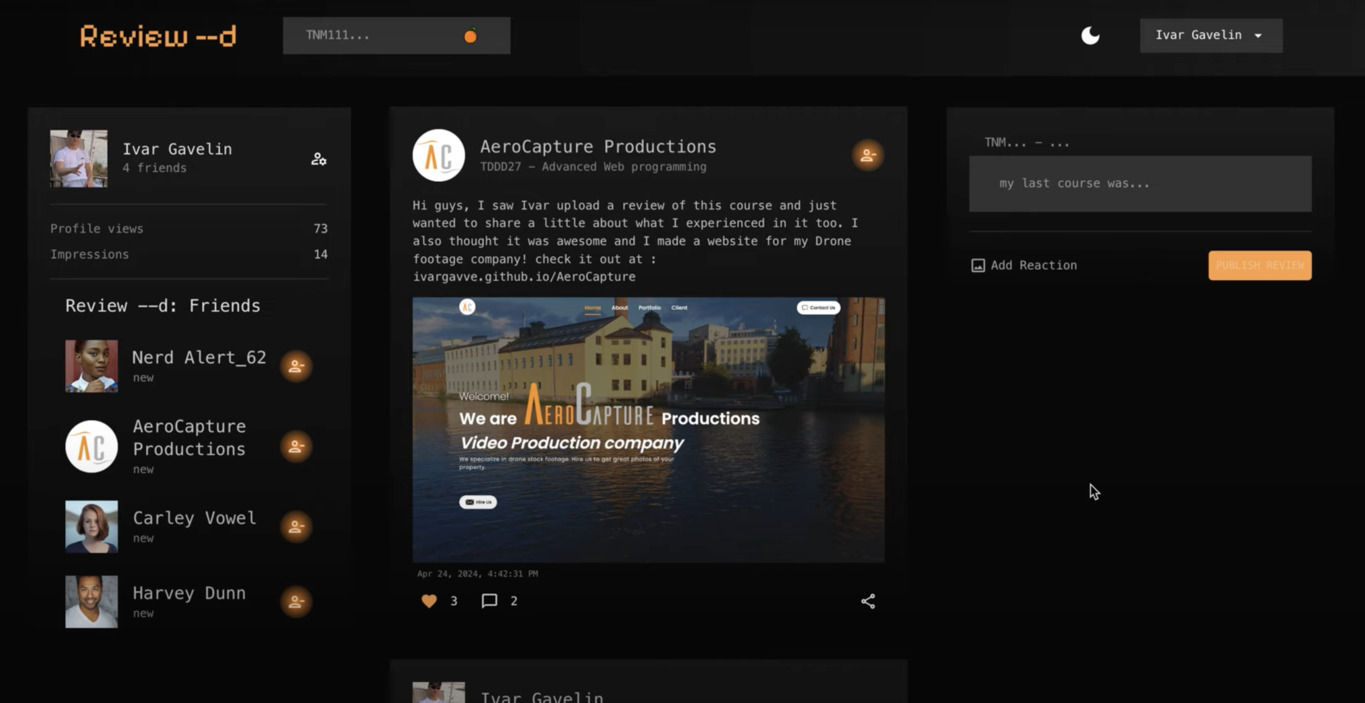 Review --d
TNM111...
Ivar Gavelin
Ivar Gavelin
4 friends
Profile views 73
Impressions 14
Review --d: Friends
Nerd Alert_62
new
AeroCapture
Productions
new
Carley Vowel
new
Harvey Dunn
new
AC
AeroCapture Productions
TDDD27 - Advanced Web programming
Hi guys, I saw Ivar upload a review of this course and just
wanted to share a little about what I experienced in it too. I
also thought it was awesome and I made a website for my Drone
footage company! check it out at :
ivargavve.github.io/AeroCapture
AC
Home About Portfolio Client Contact Us
Welcome!
We are AEROCAPTURE Productions
Video Production company
We specialize in drone stock footage. Hire us to get great photos of your
property.
Hire Us
Apr 24, 2024, 4:42:31 PM
3 2
Ivar Gavelin
TNM... - ...
my last course was...
Add Reaction
PUBLISH REVIEW
AC